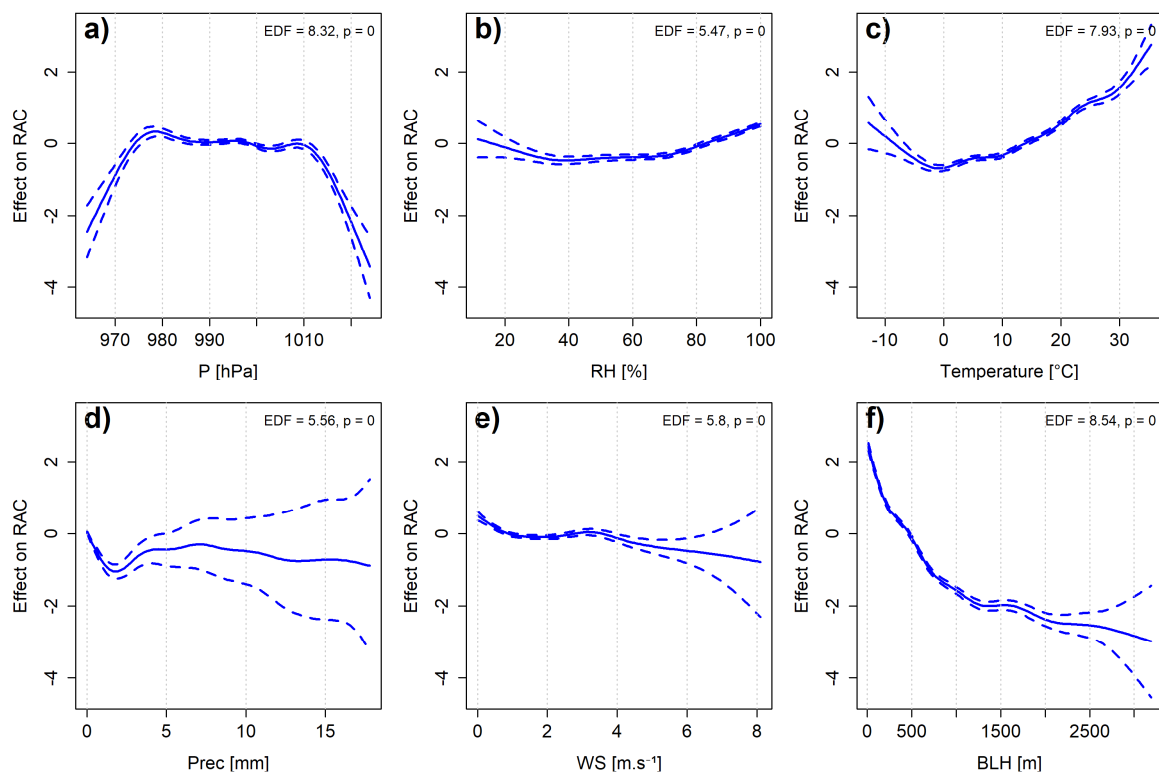 a)
EDF = 8.32, p = 0
Effect on RAC
2
0
-2
-4
970 980 990 1010
P [hPa]
b)
EDF = 5.47, p = 0
Effect on RAC
2
0
-2
-4
20 40 60 80 100
RH [%]
c)
EDF = 7.93, p = 0
Effect on RAC
2
0
-2
-4
-10 0 10 20 30
Temperature [°C]
d)
EDF = 5.56, p = 0
Effect on RAC
2
0
-2
-4
0 5 10 15
Prec [mm]
e)
EDF = 5.8, p = 0
Effect on RAC
2
0
-2
-4
0 2 4 6 8
WS [m.s⁻¹]
f)
EDF = 8.54, p = 0
Effect on RAC
2
0
-2
-4
0 500 1500 2500
BLH [m]